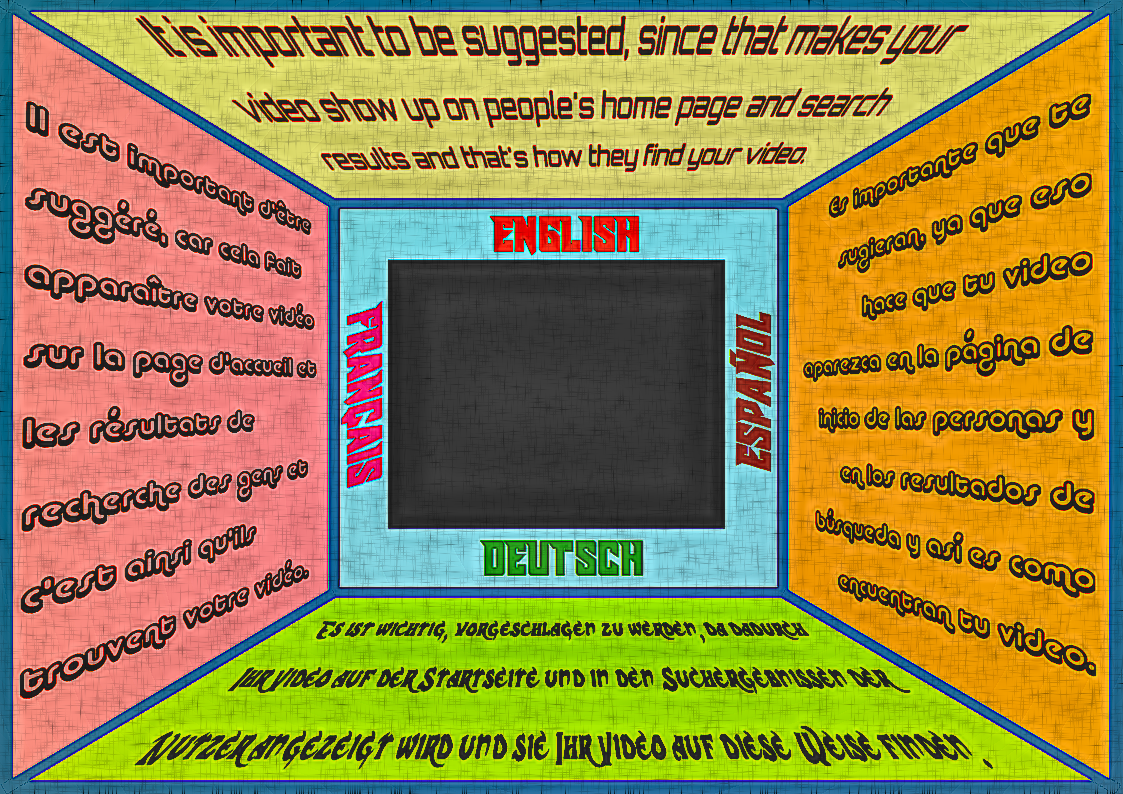 It is important to be suggested, since that makes your
video show up on people's home page and search
results and that's how they find your video.
Il est important d'être
suggéré, car cela fait
apparaître votre vidéo
sur la page d'accueil et
les résultats de
recherche des gens et
c'est ainsi qu'ils
trouvent votre vidéo.
ENGLISH
FRANÇAIS
ESPAÑOL
DEUTSCH
Es importante que te
sugieran, ya que eso
hace que tu video
aparezca en la página de
inicio de las personas y
en los resultados de
búsqueda y así es como
encuentran tu video.
Es ist wichtig, vorgeschlagen zu werden, da dadurch
Ihr Video auf der Startseite und in den Suchergebnissen der
Nutzer angezeigt wird und sie Ihr Video auf diese Weise finden.